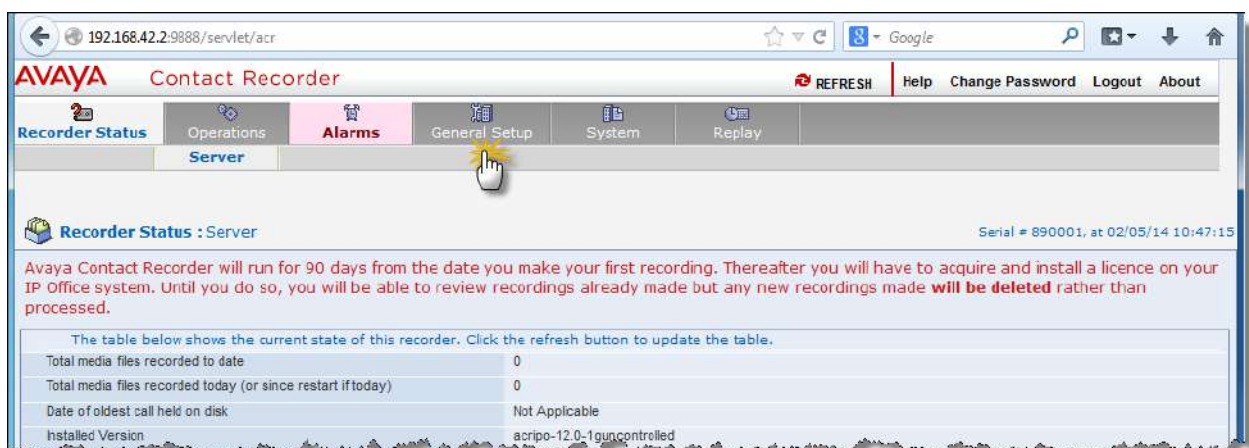 192.168.42.2:9888/servlet/acr
8 Google
AVAYA Contact Recorder
REFRESH Help Change Password Logout About
Recorder Status Operations Alarms General Setup System Replay
Server
Recorder Status : Server
Serial = 890001, at 02/05/14 10:47:15
Avaya Contact Recorder will run for 90 days from the date you make your first recording. Thereafter you will have to acquire and install a licence on your
IP Office system. Until you do so, you will be able to review recordings already made but any new recordings made will be deleted rather than
processed.
The table below shows the current state of this recorder. Click the refresh button to update the table.
Total media files recorded to date 0
Total media files recorded today (or since restart if today) 0
Date of oldest call held on disk Not Applicable
Installed Version acripo-12.0-1guncontrolled